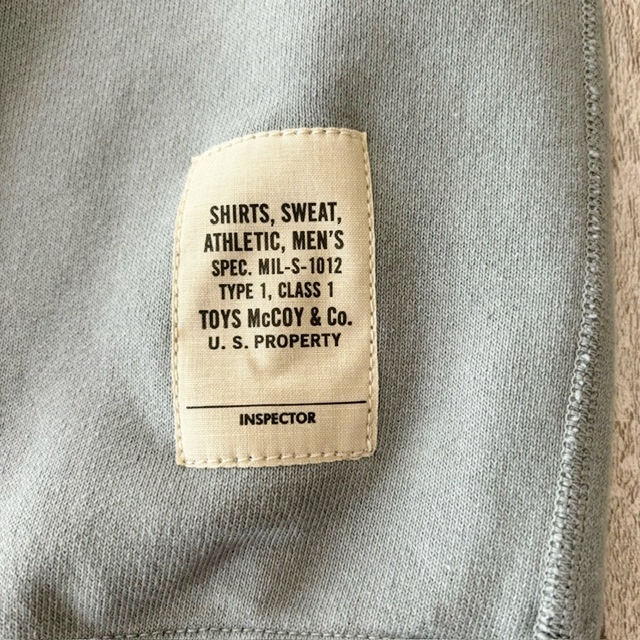 SHIRTS, SWEAT,
ATHLETIC, MEN'S
SPEC. MIL-S-1012
TYPE 1, CLASS 1
TOYS McCOY & Co.
U. S. PROPERTY
INSPECTOR